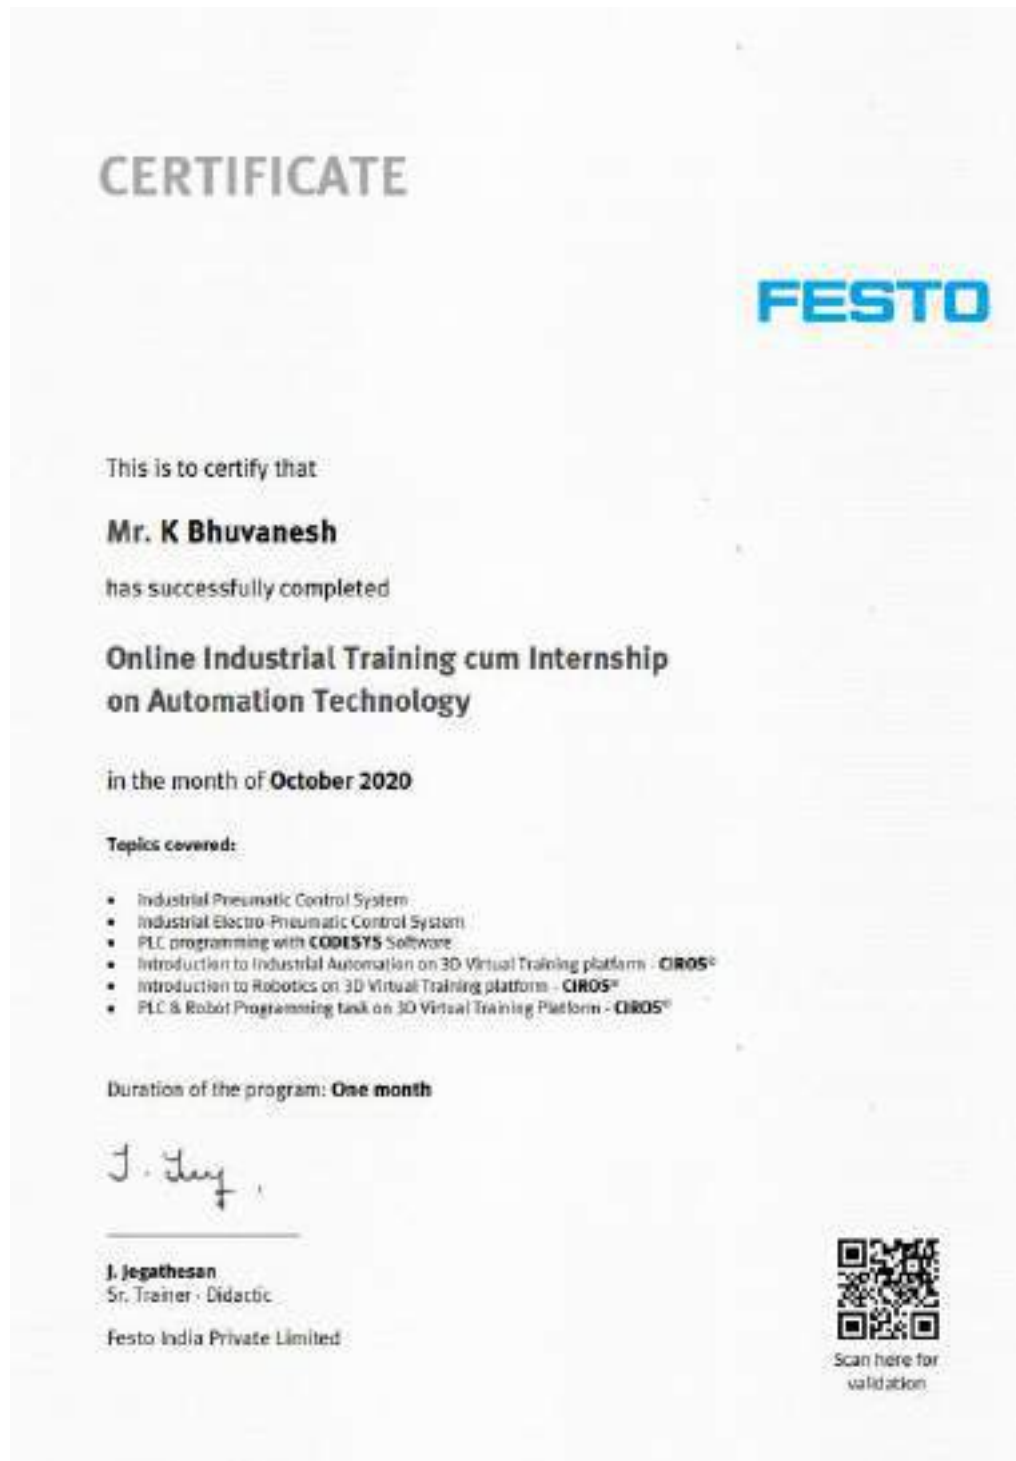 CERTIFICATE
FESTO
This is to certify that
Mr. K Bhuvanesh
has successfully completed
Online Industrial Training cum Internship
on Automation Technology
in the month of October 2020
Topics covered:
• Industrial Pneumatic Control System
• Industrial Electro-Pneumatic Control System
• PLC programming with CODESYS Software
• Introduction to Industrial Automation on 3D Virtual Training platform - CIROS®
• Introduction to Robotics on 3D Virtual Training platform - CIROS®
• PLC & Robot Programming task on 3D Virtual Training Platform - CIROS®
Duration of the program: One month
J. Jegathesan
Sr. Trainer - Didactic
Festo India Private Limited
Scan here for
validation